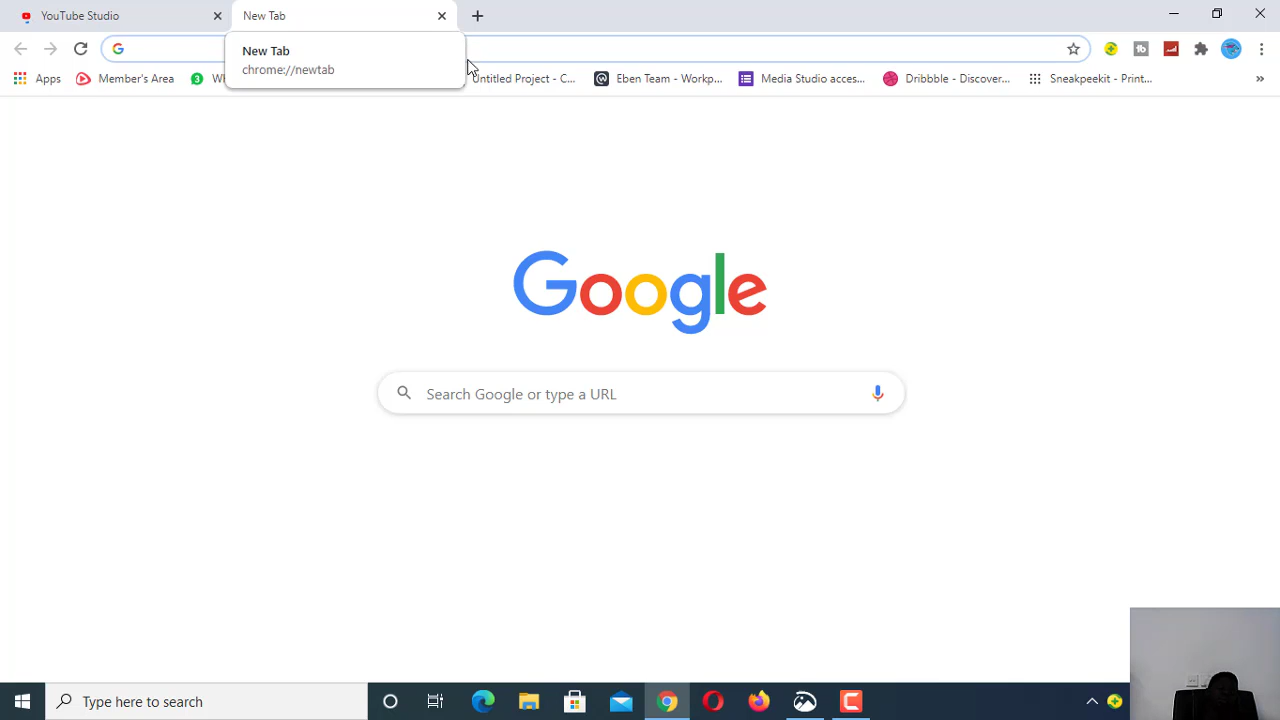 YouTube Studio
New Tab
New Tab
chrome://newtab
Apps
Member's Area
3
Untitled Project - C...
Eben Team - Workp...
Media Studio acces...
Dribbble - Discover...
Sneakpeekit - Print...
Google
Search Google or type a URL
Type here to search